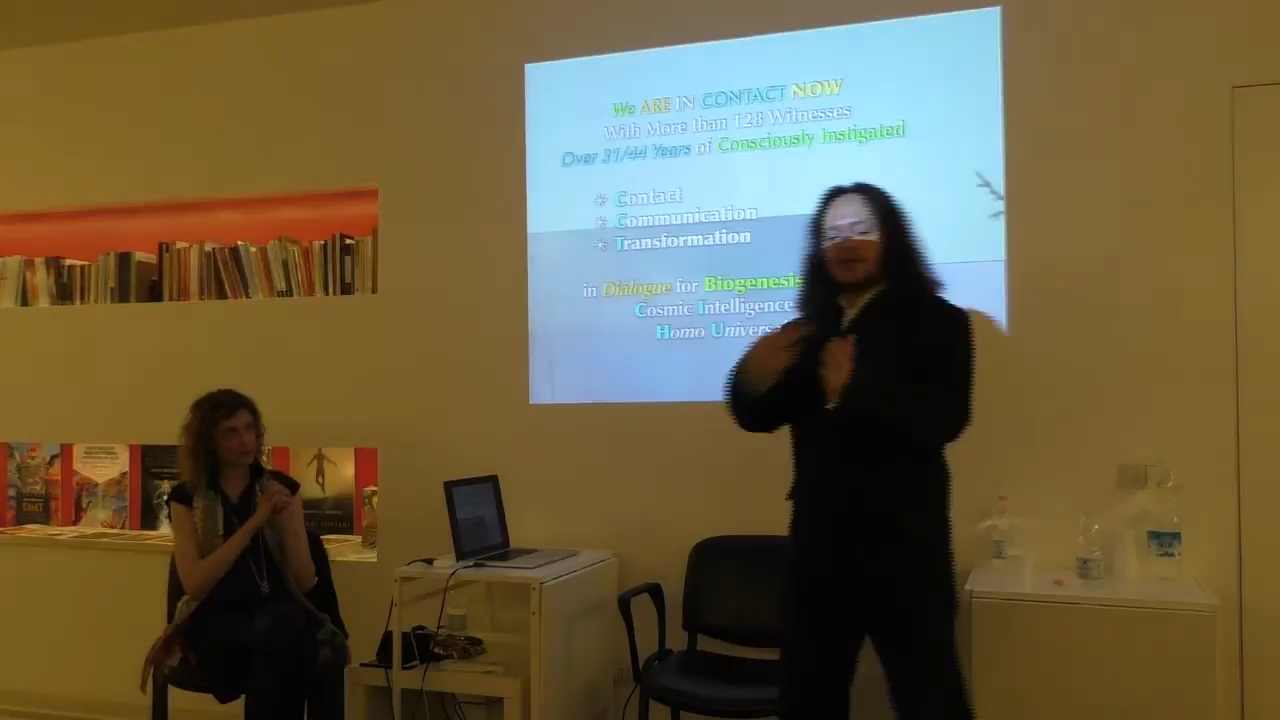 We ARE IN CONTACT NOW
With More than 128 Witnesses
Over 31/44 Years of Consciously Instigated
* Contact
* Communication
* Transformation
in Dialogue for Biogenesis
Cosmic Intelligence
Homo Univers